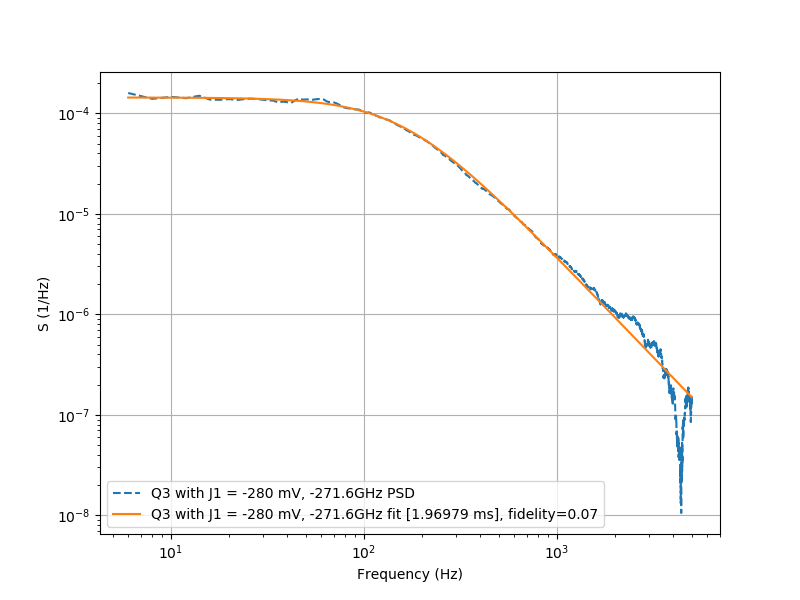 10⁻⁴
10⁻⁵
10⁻⁶
10⁻⁷
10⁻⁸
S (1/Hz)
Q3 with J1 = -280 mV, -271.6GHz PSD
Q3 with J1 = -280 mV, -271.6GHz fit [1.96979 ms], fidelity=0.07
10¹ 10² 10³
Frequency (Hz)